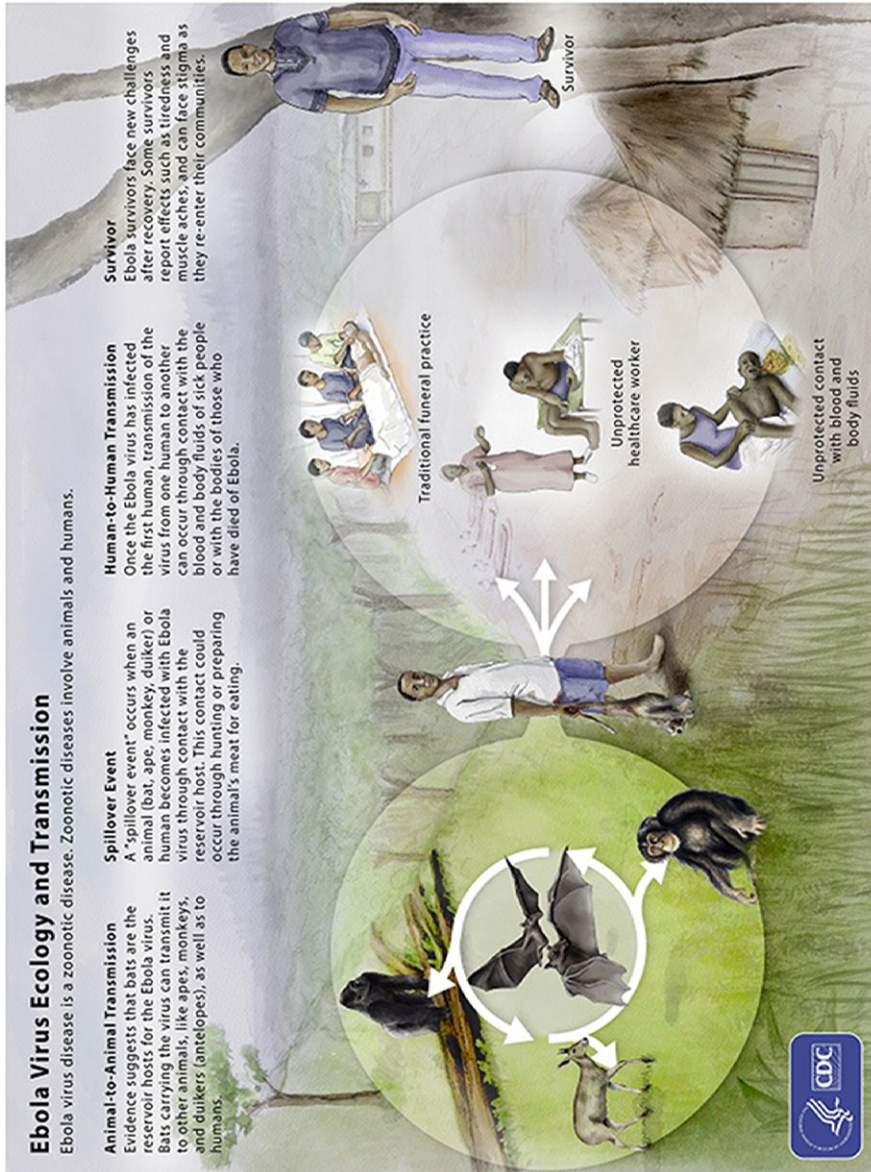 Ebola Virus Ecology and Transmission
Ebola virus disease is a zoonotic disease. Zoonotic diseases involve animals and humans.
Animal-to-Animal Transmission
Evidence suggests that bats are the
reservoir hosts for the Ebola virus.
Bats carrying the virus can transmit it
to other animals, like apes, monkeys,
and duikers (antelopes), as well as to
humans.
Spillover Event
A "spillover event" occurs when an
animal (bat, ape, monkey, duiker) or
human becomes infected with Ebola
virus through contact with the
reservoir host. This contact could
occur through hunting or preparing
the animal's meat for eating.
Human-to-Human Transmission
Once the Ebola virus has infected
the first human, transmission of the
virus from one human to another
can occur through contact with the
blood and body fluids of sick people
or with the bodies of those who
have died of Ebola.
Survivor
Ebola survivors face new challenges
after recovery. Some survivors
report effects such as tiredness and
muscle aches, and can face stigma as
they re-enter their communities.
Traditional funeral practice
Unprotected
healthcare worker
Unprotected contact
with blood and
body fluids
Survivor
CDC